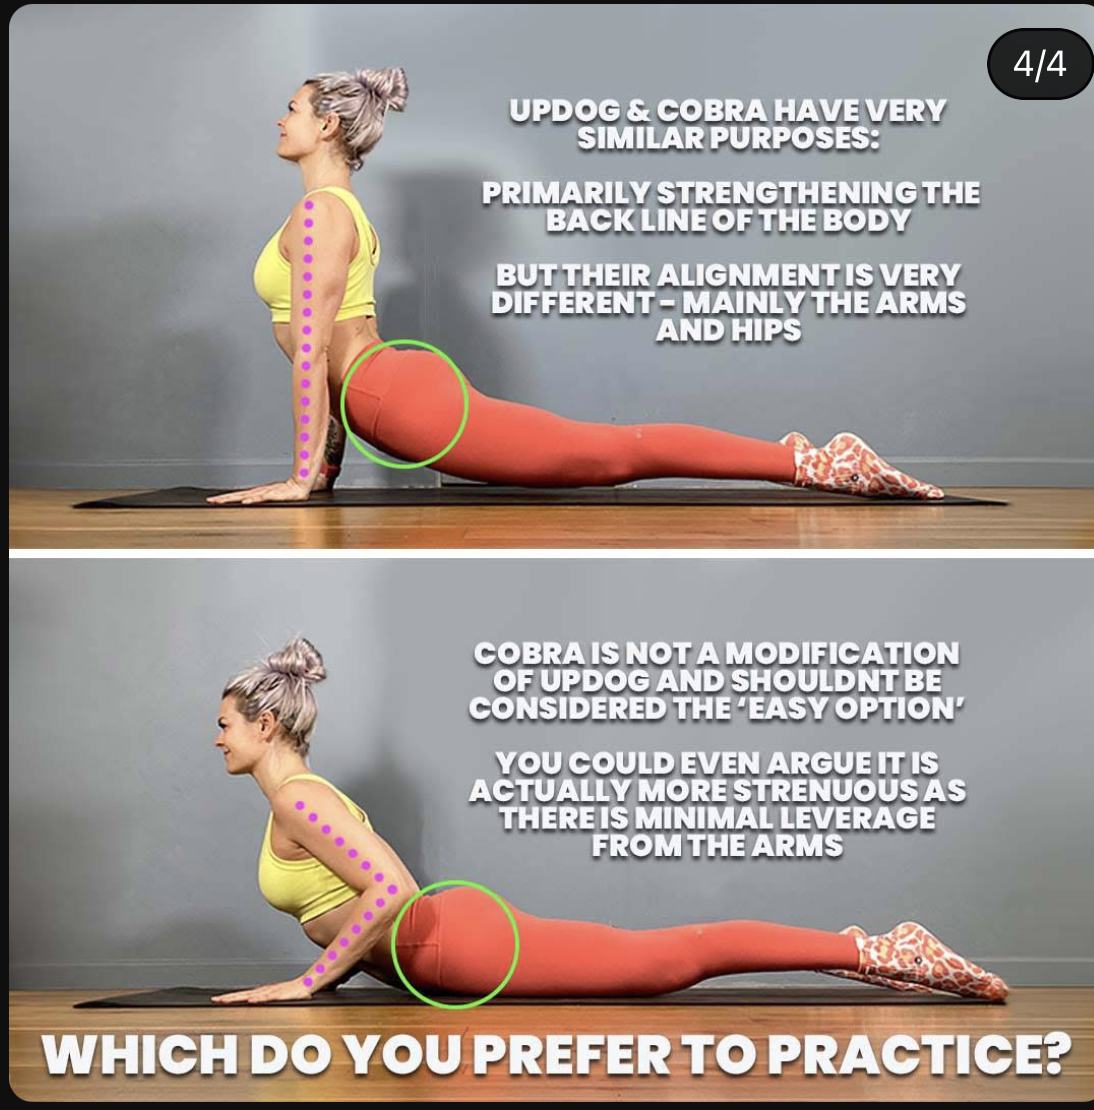 4/4
UPDOG & COBRA HAVE VERY
SIMILAR PURPOSES:
PRIMARILY STRENGTHENING THE
BACK LINE OF THE BODY
BUT THEIR ALIGNMENT IS VERY
DIFFERENT - MAINLY THE ARMS
AND HIPS
COBRA IS NOT A MODIFICATION
OF UPDOG AND SHOULDNT BE
CONSIDERED THE ‘EASY OPTION’
YOU COULD EVEN ARGUE IT IS
ACTUALLY MORE STRENUOUS AS
THERE IS MINIMAL LEVERAGE
FROM THE ARMS
WHICH DO YOU PREFER TO PRACTICE?